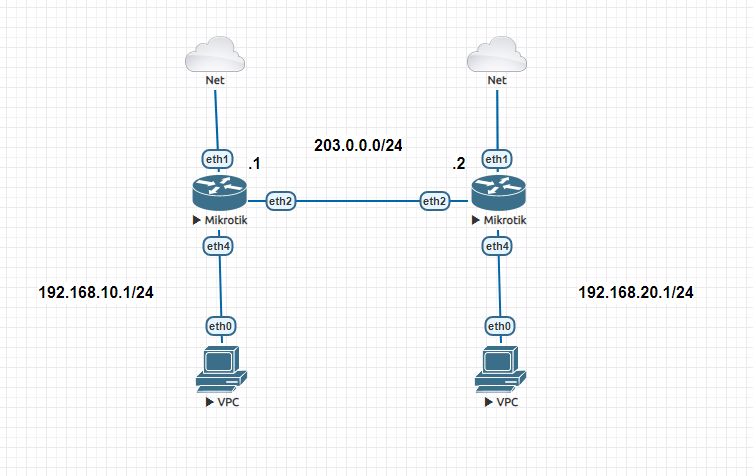 Net
Net
203.0.0.0/24
eth1
.1
.2
eth1
eth2
eth2
Mikrotik
Mikrotik
eth4
eth4
192.168.10.1/24
192.168.20.1/24
eth0
eth0
VPC
VPC